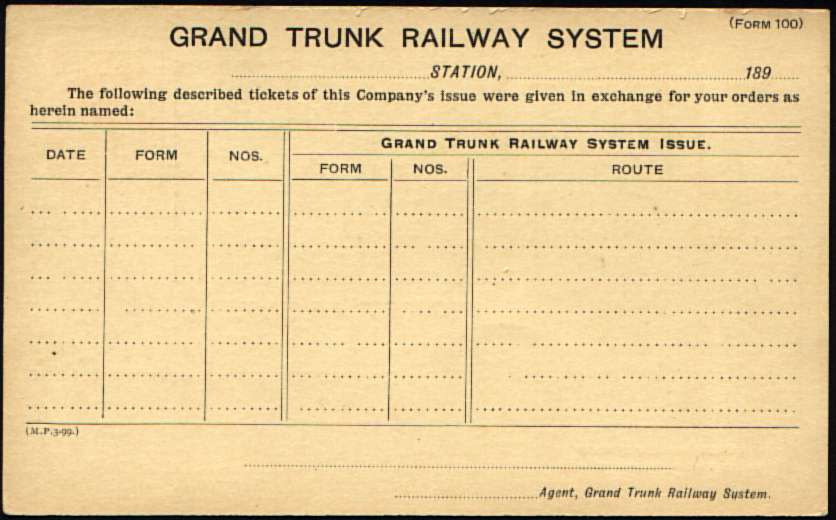 (FORM 100)
GRAND TRUNK RAILWAY SYSTEM
STATION, 189
The following described tickets of this Company's issue were given in exchange for your orders as
herein named:
DATE FORM NOS. GRAND TRUNK RAILWAY SYSTEM ISSUE.
FORM NOS. ROUTE
(M.P.3-99.)
Agent, Grand Trunk Railway System.